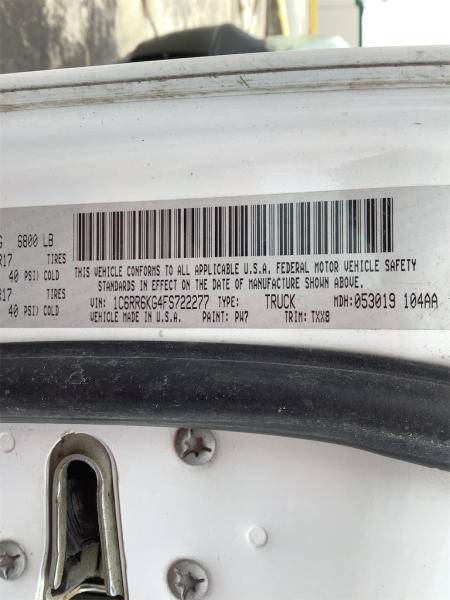 G 6800 LB
R17 TIRES
40 PSI) COLD
R17 TIRES
40 PSI) COLD
THIS VEHICLE CONFORMS TO ALL APPLICABLE U.S.A. FEDERAL MOTOR VEHICLE SAFETY
STANDARDS IN EFFECT ON THE DATE OF MANUFACTURE SHOWN ABOVE.
VIN: 1C6RR6KG4FS722277 TYPE: TRUCK MDH: 053019 104AA
VEHICLE MADE IN U.S.A. PAINT: PW7 TRIM: TXX8